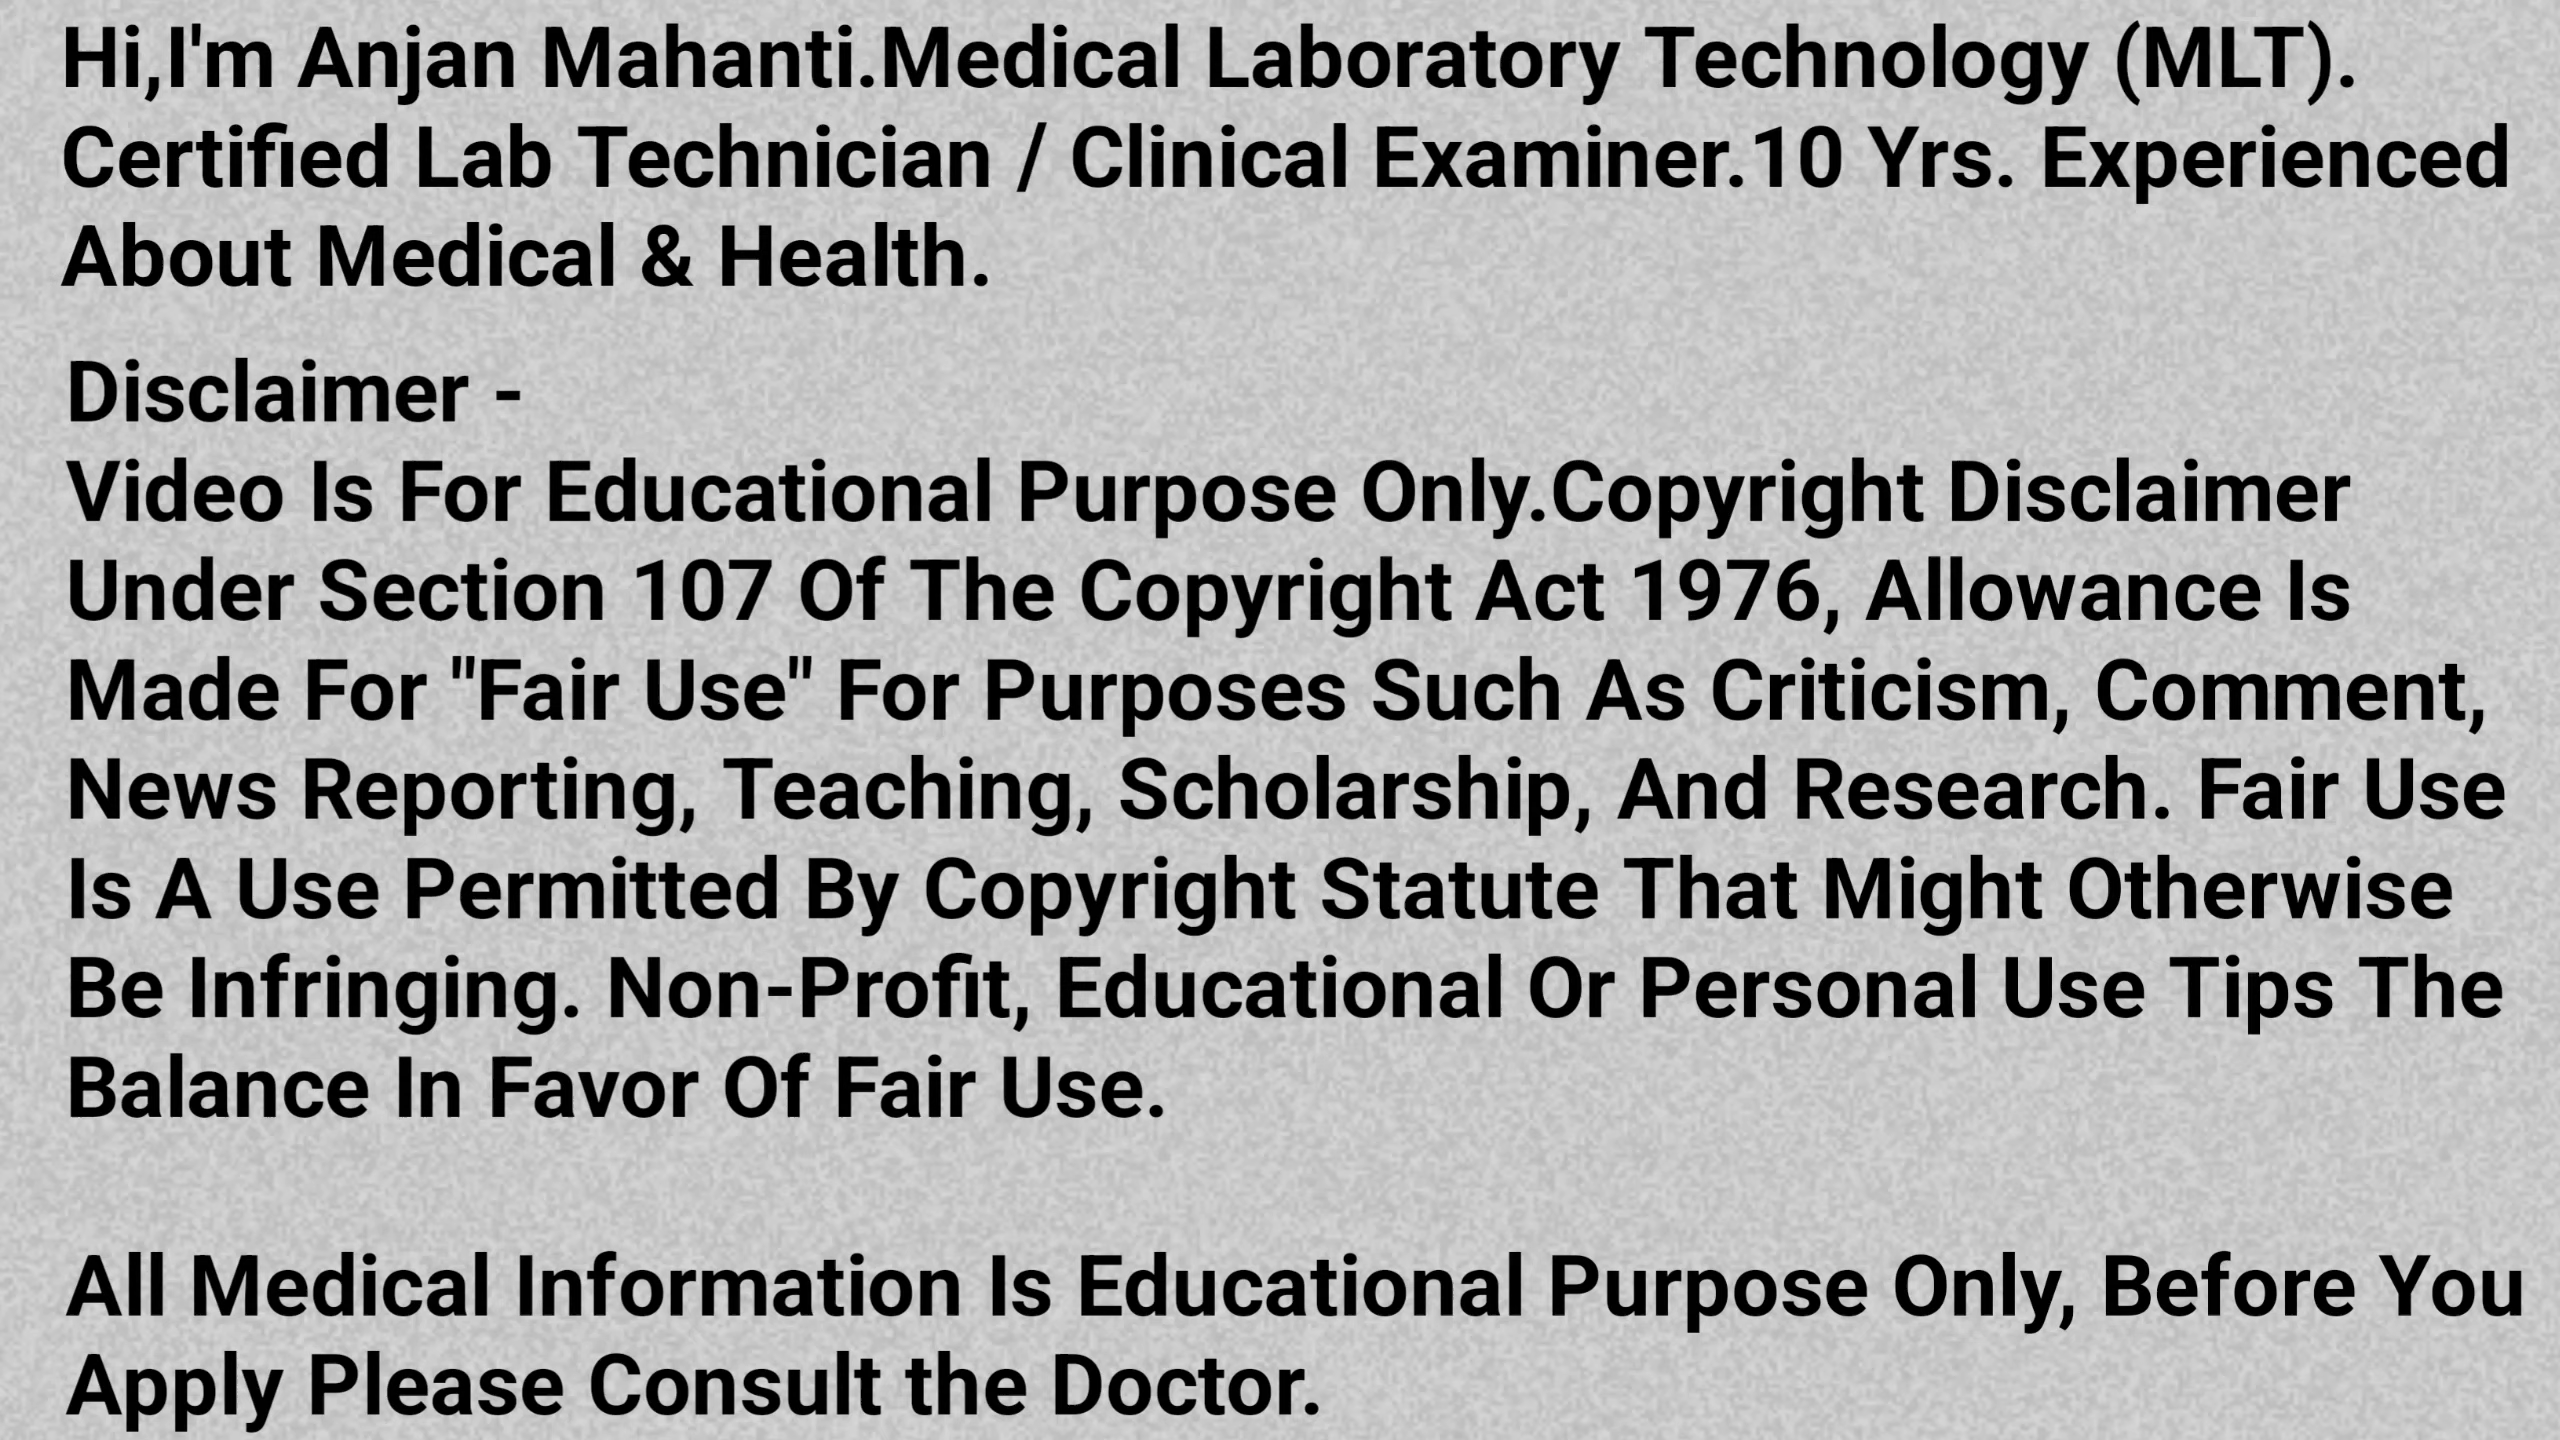 Hi,I'm Anjan Mahanti.Medical Laboratory Technology (MLT).
Certified Lab Technician / Clinical Examiner.10 Yrs. Experienced
About Medical & Health.
Disclaimer -
Video Is For Educational Purpose Only.Copyright Disclaimer
Under Section 107 Of The Copyright Act 1976, Allowance Is
Made For "Fair Use" For Purposes Such As Criticism, Comment,
News Reporting, Teaching, Scholarship, And Research. Fair Use
Is A Use Permitted By Copyright Statute That Might Otherwise
Be Infringing. Non-Profit, Educational Or Personal Use Tips The
Balance In Favor Of Fair Use.
All Medical Information Is Educational Purpose Only, Before You
Apply Please Consult the Doctor.